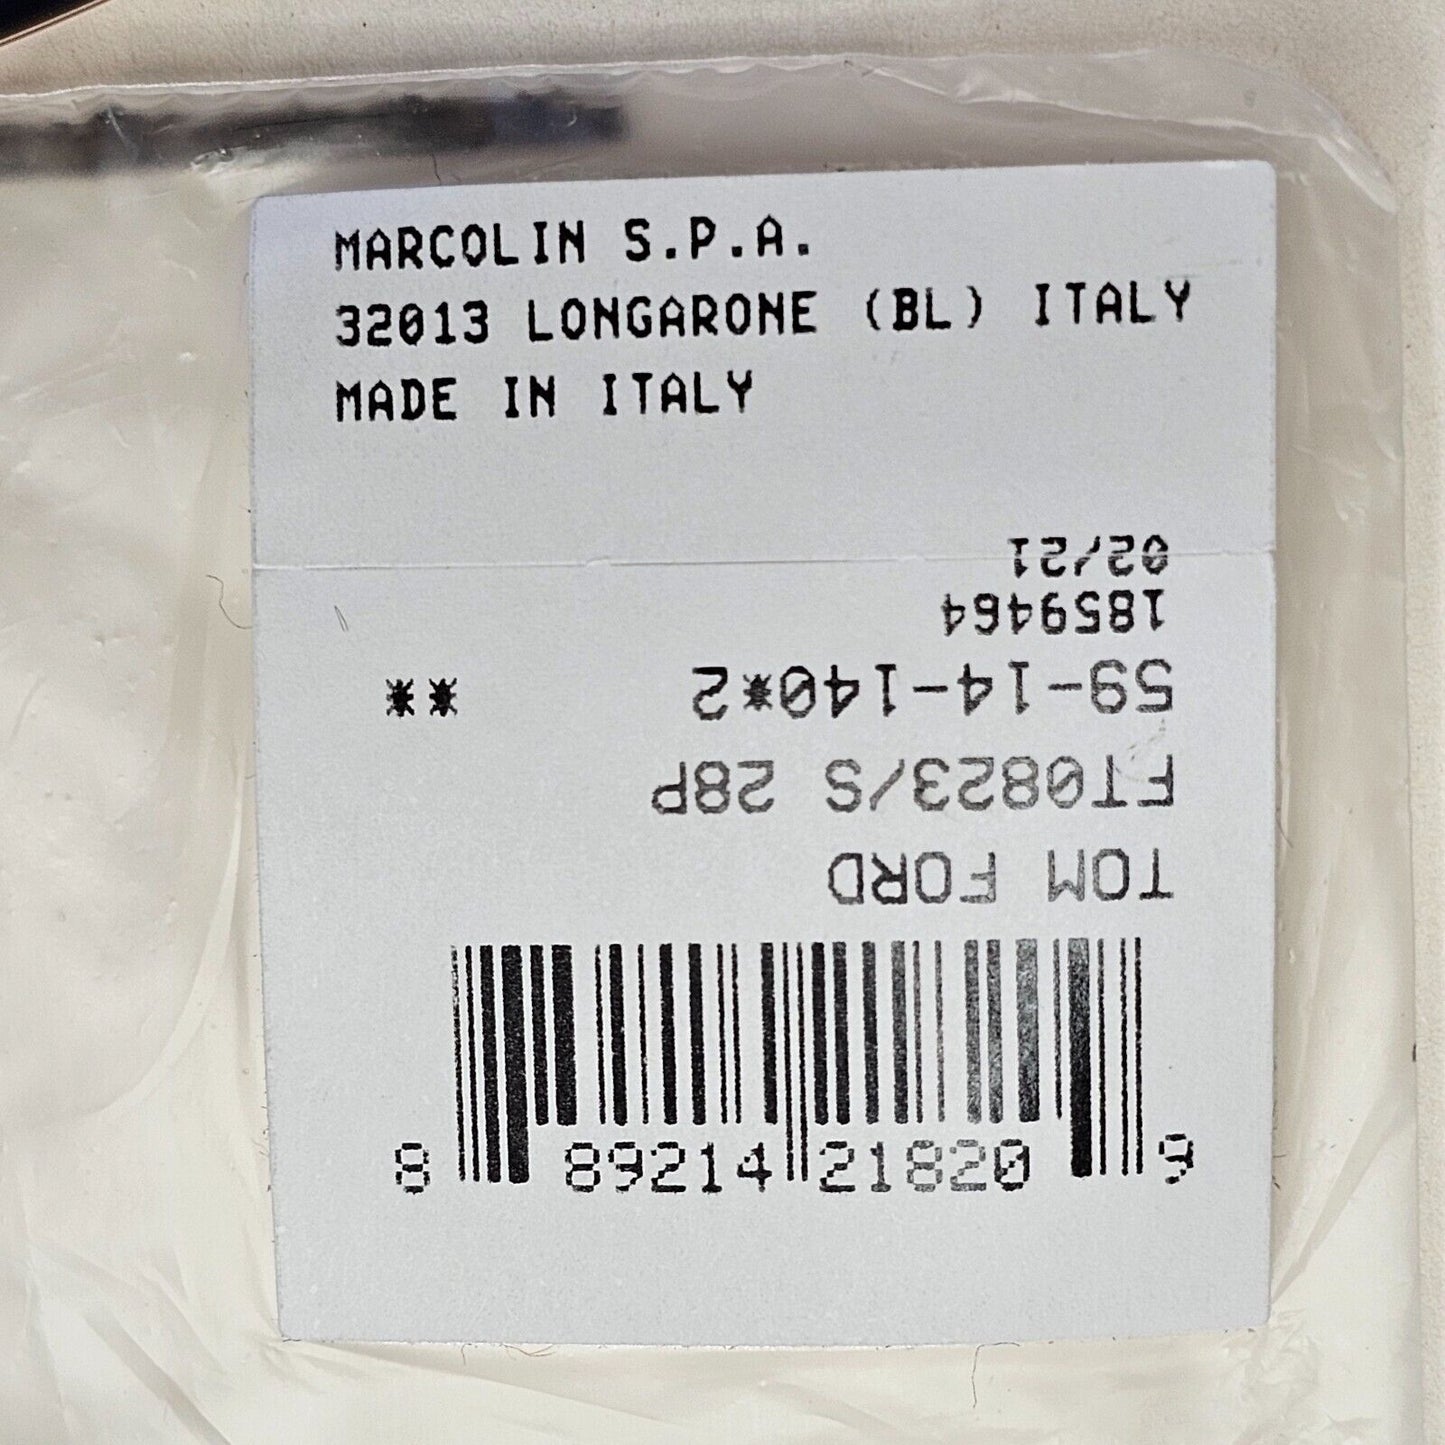 MARCOLIN S.P.A.
32013 LONGARONE (BL) ITALY
MADE IN ITALY
TOM FORD
FT0823/S 28P
59-14-140*2 **
1859464
02/21
8 89214 21820 9